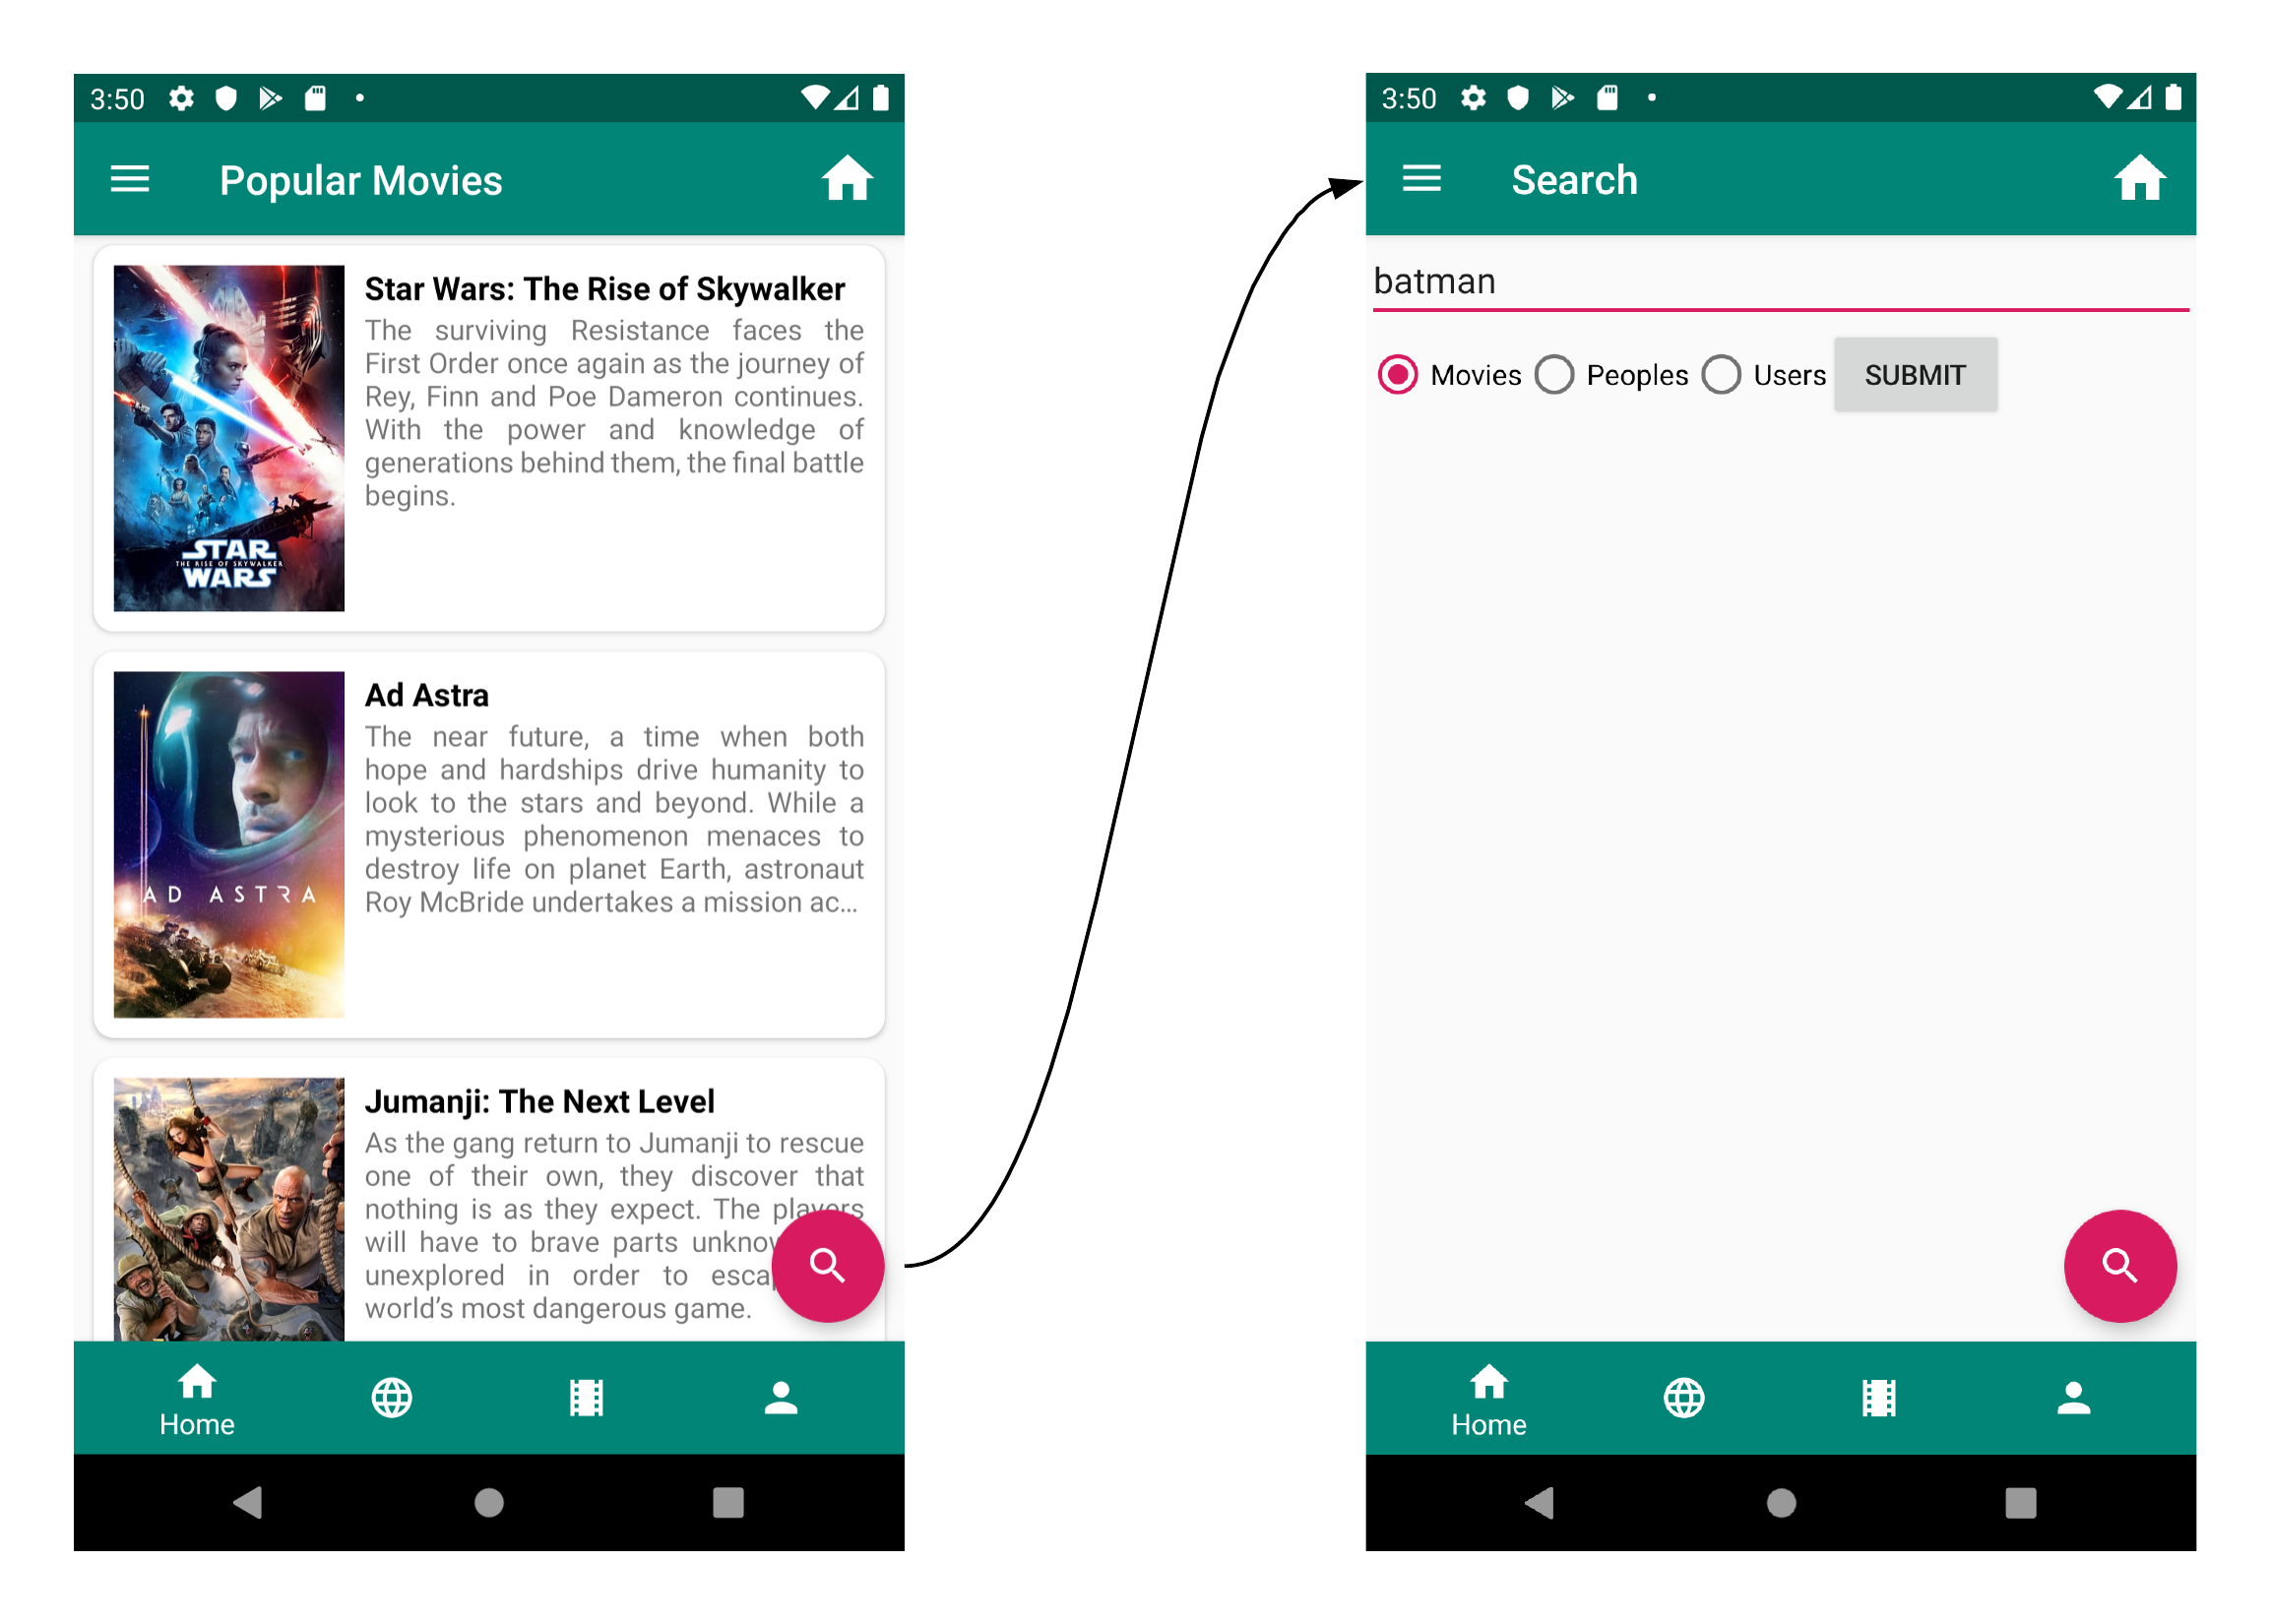 3:50
Popular Movies
Star Wars: The Rise of Skywalker
The surviving Resistance faces the
First Order once again as the journey of
Rey, Finn and Poe Dameron continues.
With the power and knowledge of
generations behind them, the final battle
begins.
STAR
THE RISE OF SKYWALKER
WARS
Ad Astra
The near future, a time when both
hope and hardships drive humanity to
look to the stars and beyond. While a
mysterious phenomenon menaces to
destroy life on planet Earth, astronaut
Roy McBride undertakes a mission ac...
AD ASTRA
Jumanji: The Next Level
As the gang return to Jumanji to rescue
one of their own, they discover that
nothing is as they expect. The players
will have to brave parts unknow
unexplored in order to escap
world's most dangerous game.
Home
3:50
Search
batman
Movies Peoples Users SUBMIT
Home